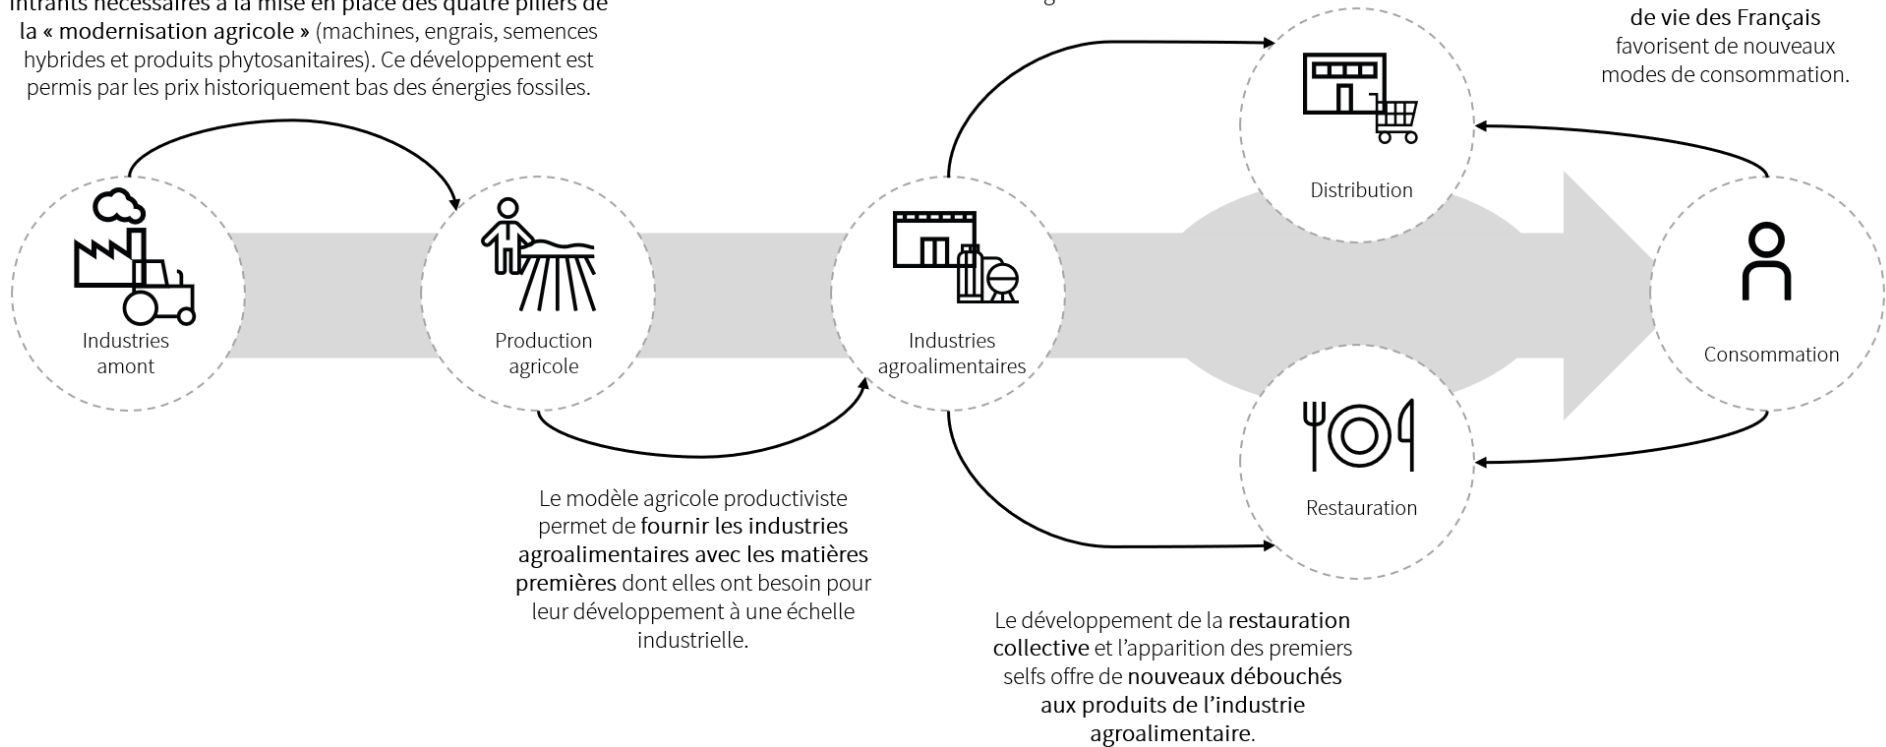 intrants nécessaires à la mise en place des quatre piliers de
la « modernisation agricole » (machines, engrais, semences
hybrides et produits phytosanitaires). Ce développement est
permis par les prix historiquement bas des énergies fossiles.
de vie des Français
favorisent de nouveaux
modes de consommation.
Industries
amont
Production
agricole
Industries
agroalimentaires
Distribution
Restauration
Consommation
Le modèle agricole productiviste
permet de fournir les industries
agroalimentaires avec les matières
premières dont elles ont besoin pour
leur développement à une échelle
industrielle.
Le développement de la restauration
collective et l’apparition des premiers
selfs offre de nouveaux débouchés
aux produits de l’industrie
agroalimentaire.